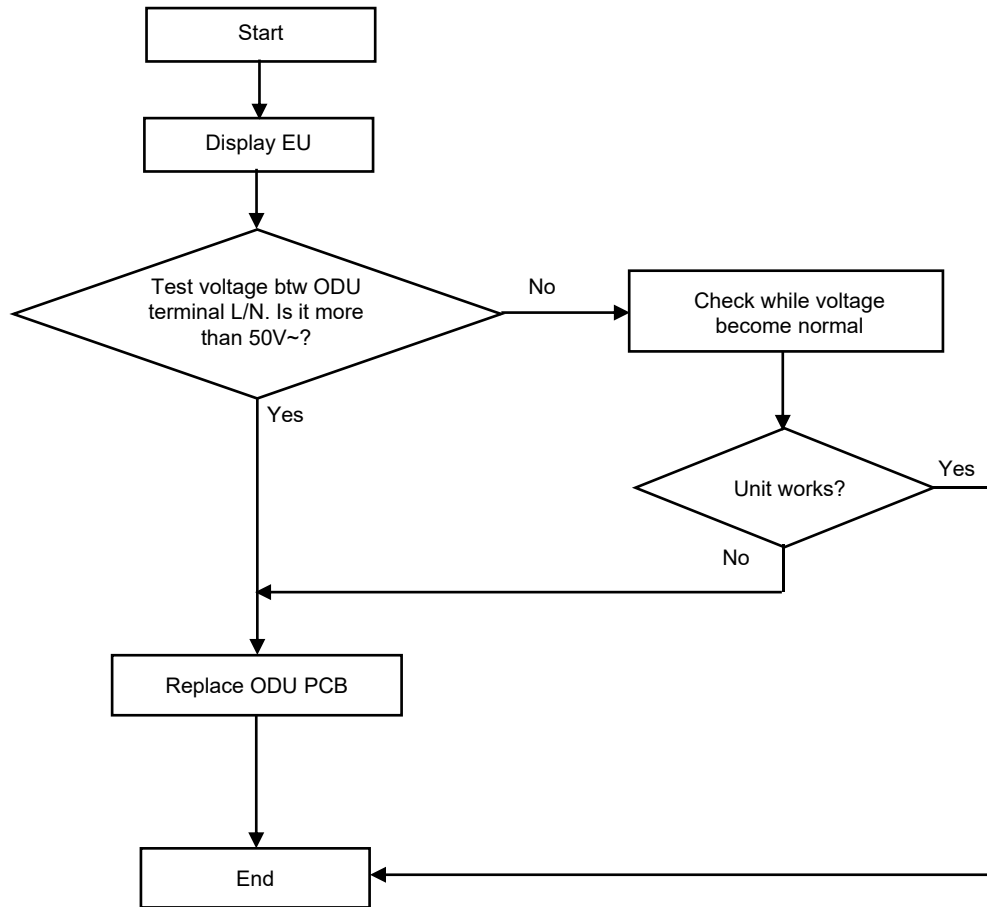 Start
Display EU
Test voltage btw ODU
terminal L/N. Is it more
than 50V~?
No
Check while voltage
become normal
Yes
Unit works?
Yes
No
Replace ODU PCB
End